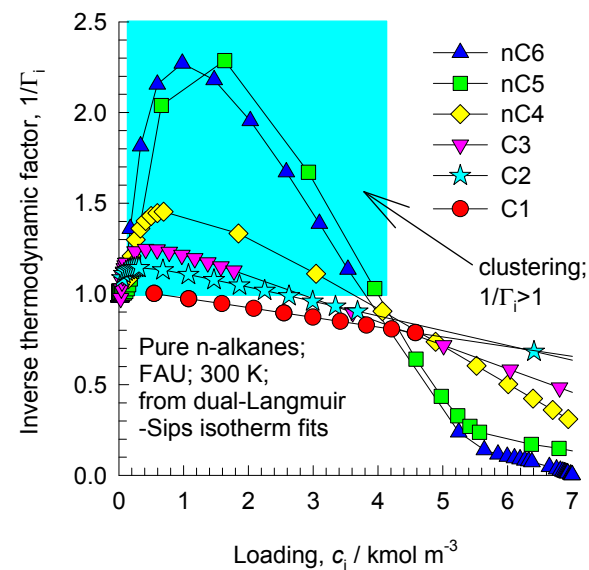 Inverse thermodynamic factor, 1/Γi
2.5
2.0
1.5
1.0
0.5
0.0
nC6
nC5
nC4
C3
C2
C1
clustering;
1/Γi>1
Pure n-alkanes;
FAU; 300 K;
from dual-Langmuir
-Sips isotherm fits
0 1 2 3 4 5 6 7
Loading, ci / kmol m-3